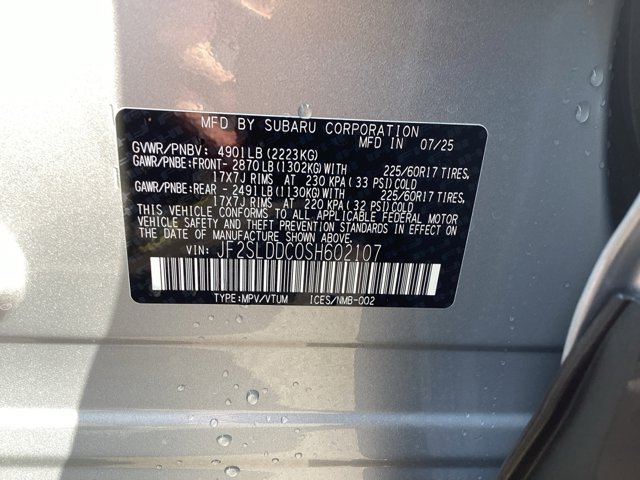 MFD BY SUBARU CORPORATION
MFD IN 07/25
GVWR/PNBV: 4901LB(2223KG)
GAWR/PNBE:FRONT- 2870LB(1302KG)WITH 225/60R17 TIRES,
17X7J RIMS AT 230 KPA(33 PSI)COLD
GAWR/PNBE:REAR - 2491LB(1130KG)WITH 225/60R17 TIRES,
17X7J RIMS AT 220 KPA(32 PSI)COLD
THIS VEHICLE CONFORMS TO ALL APPLICABLE FEDERAL MOTOR
VEHICLE SAFETY AND THEFT PREVENTION STANDARDS IN EFFECT ON
THE DATE OF MANUFACTURE SHOWN ABOVE.
VIN: JF2SLDDC0SH602107
TYPE:MPV/VTUM ICES/NMB-002